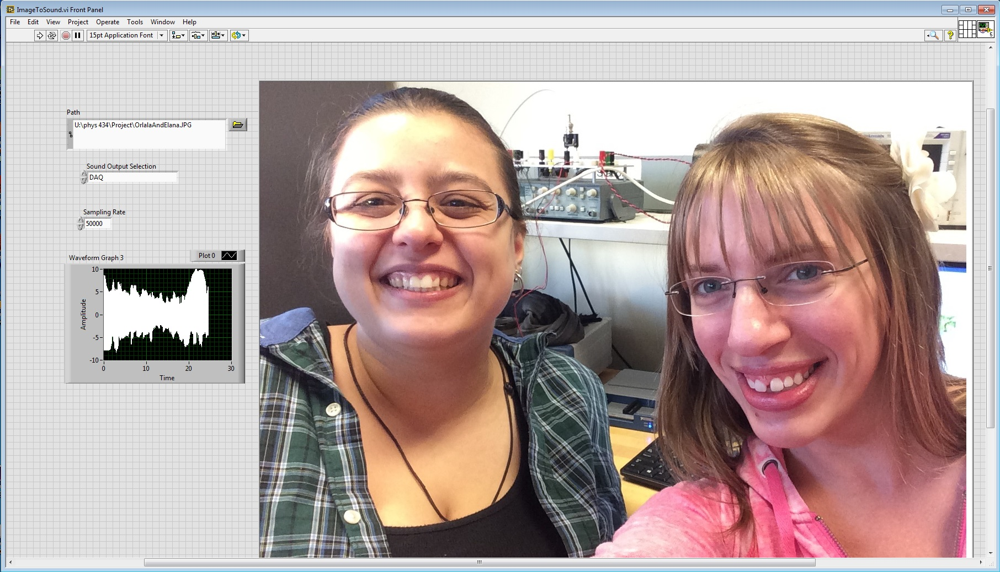 ImageToSound.vi Front Panel
File Edit View Project Operate Tools Window Help
15pt Application Font
5
Path
U:\phys 434\Project\OrlalaAndElana.JPG
Sound Output Selection
DAQ
Sampling Rate
50000
Waveform Graph 3
Plot 0
Amplitude
10
5
0
-5
-10
0 10 20 30
Time